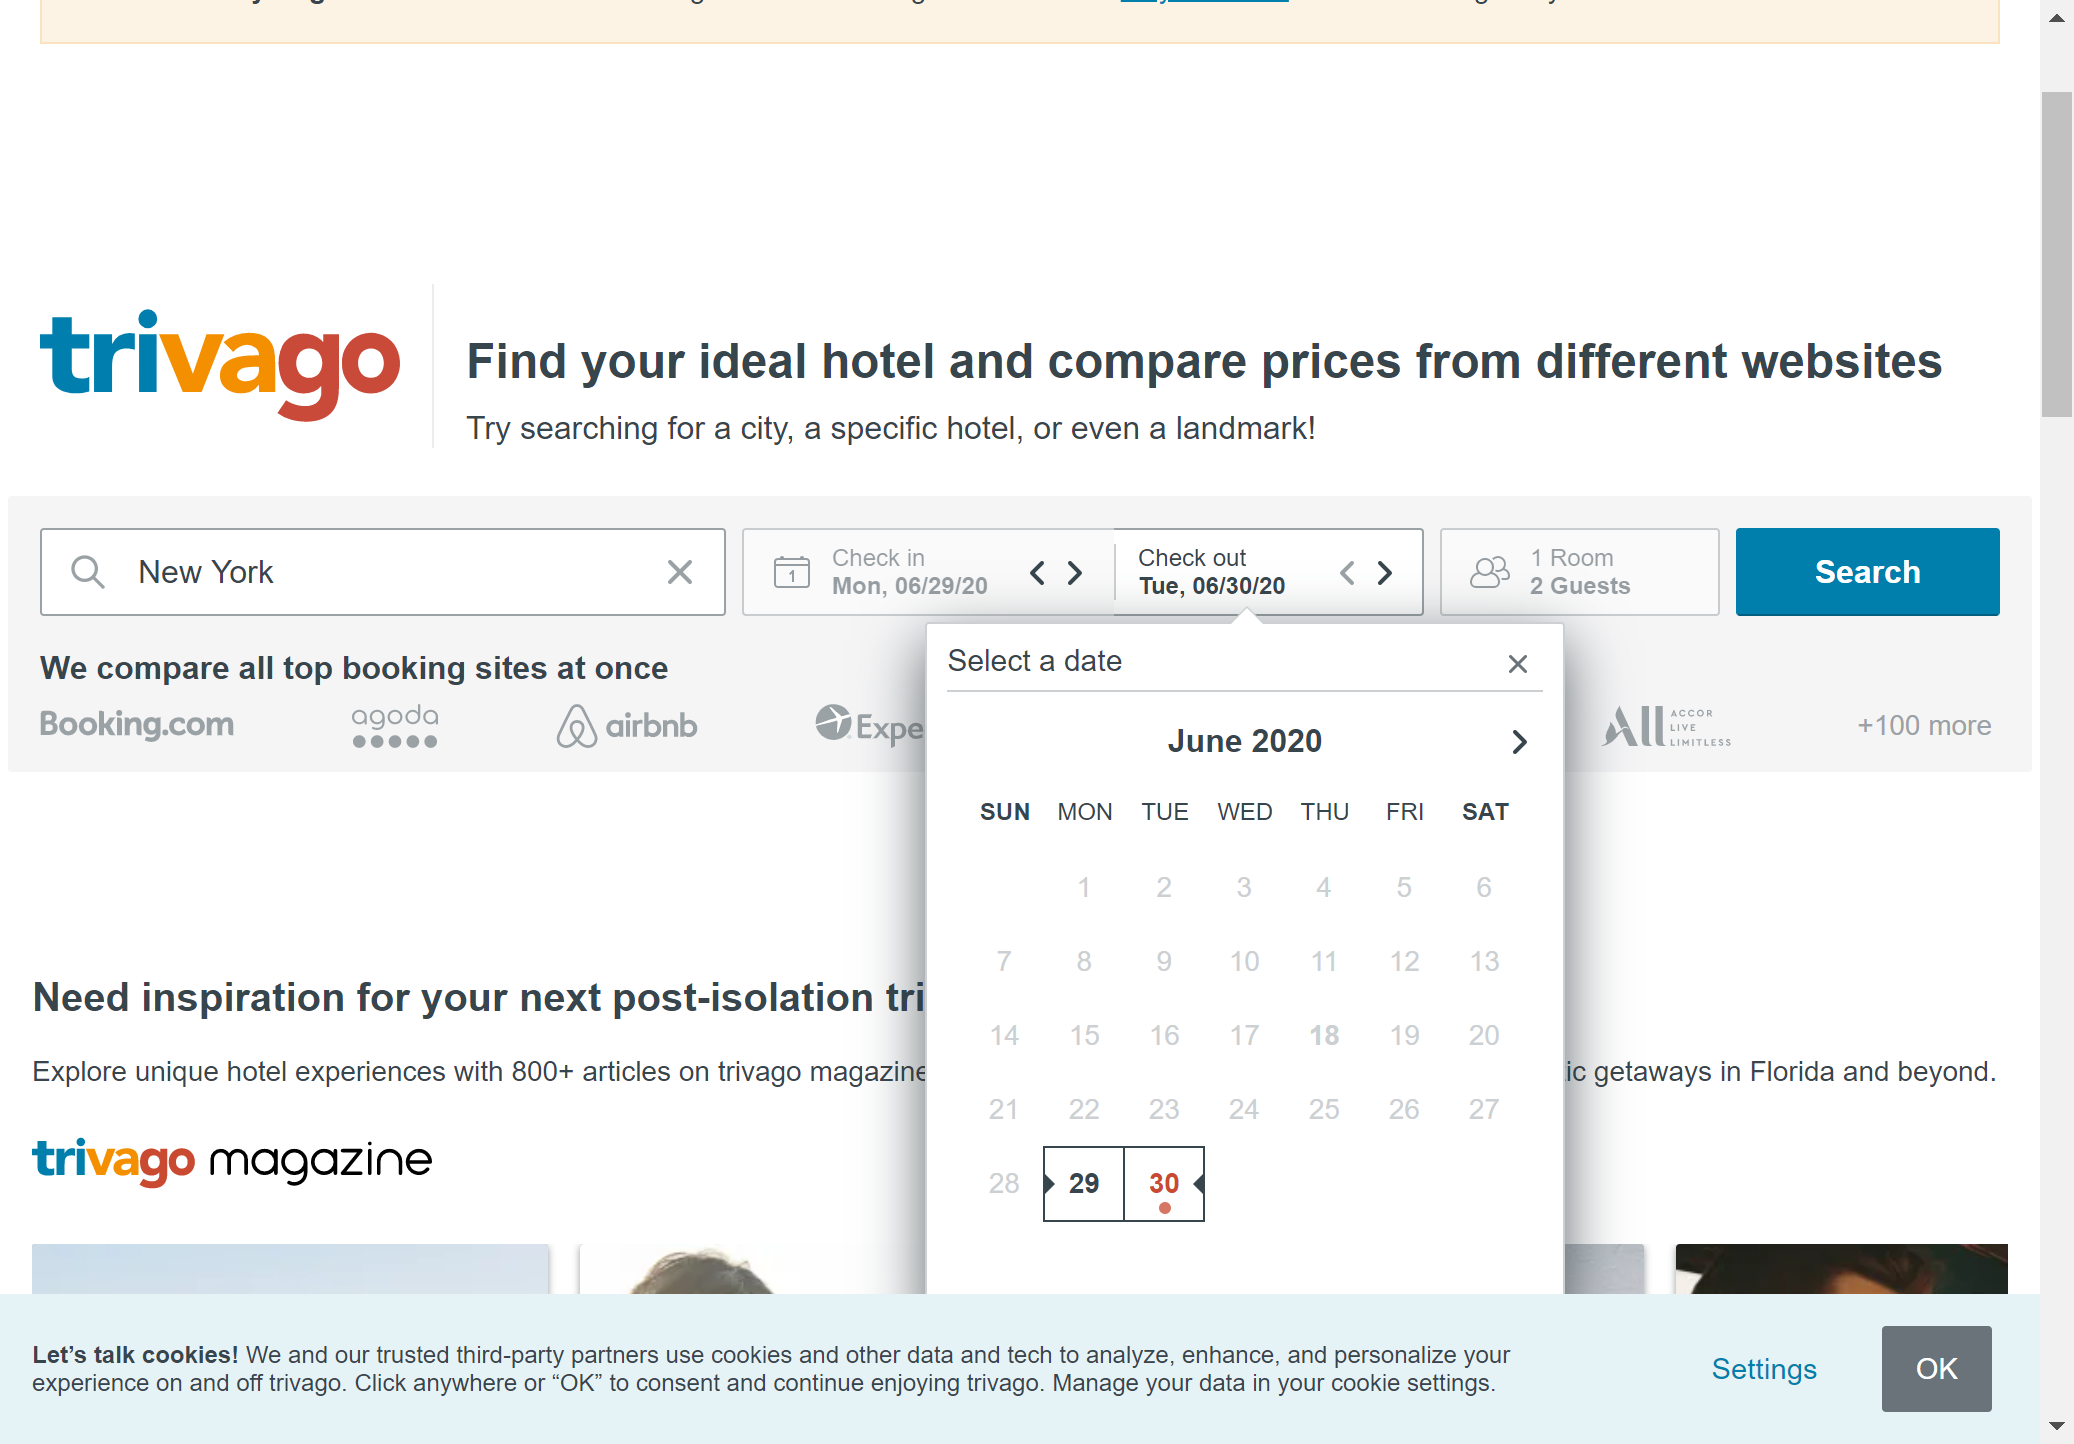 trivago
Find your ideal hotel and compare prices from different websites
Try searching for a city, a specific hotel, or even a landmark!
New York
1
Check in
Mon, 06/29/20
Check out
Tue, 06/30/20
1 Room
2 Guests
Search
We compare all top booking sites at once
Booking.com
agoda
airbnb
Expe
All ACCOR
LIVE
LIMITLESS
+100 more
Select a date
June 2020
SUN MON TUE WED THU FRI SAT
1 2 3 4 5 6
7 8 9 10 11 12 13
14 15 16 17 18 19 20
21 22 23 24 25 26 27
28 29 30
Need inspiration for your next post-isolation tri
Explore unique hotel experiences with 800+ articles on trivago magazine
ic getaways in Florida and beyond.
trivago magazine
Let’s talk cookies! We and our trusted third-party partners use cookies and other data and tech to analyze, enhance, and personalize your
experience on and off trivago. Click anywhere or “OK” to consent and continue enjoying trivago. Manage your data in your cookie settings.
Settings
OK